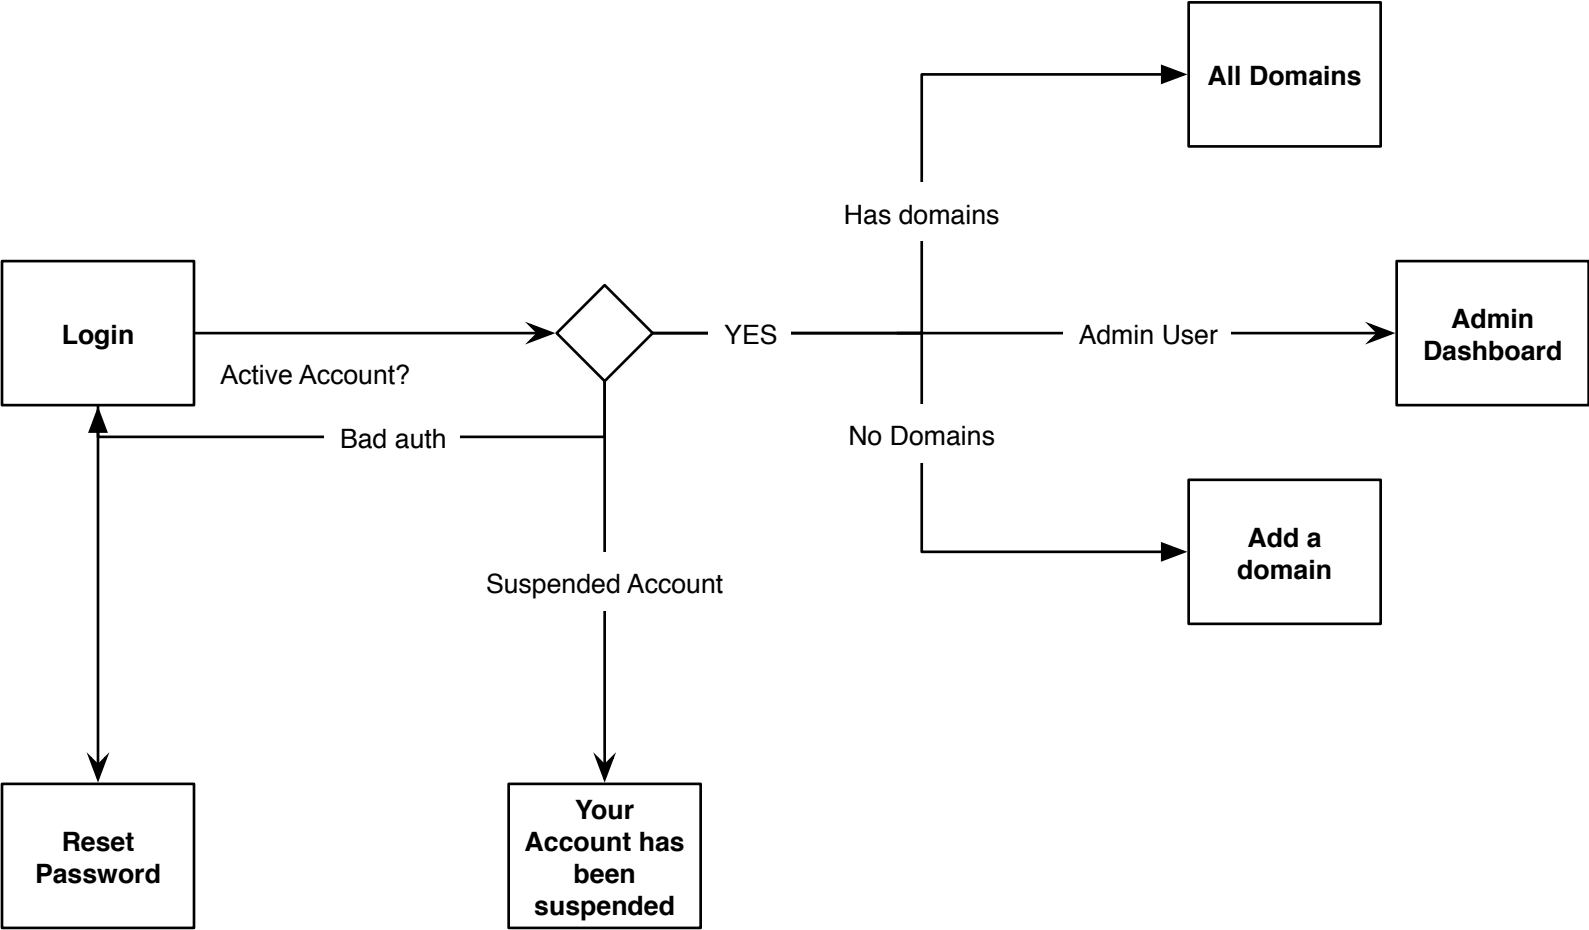 All Domains
Has domains
Login
Active Account?
YES
Admin User
Admin
Dashboard
Bad auth
No Domains
Suspended Account
Add a
domain
Reset
Password
Your
Account has
been
suspended